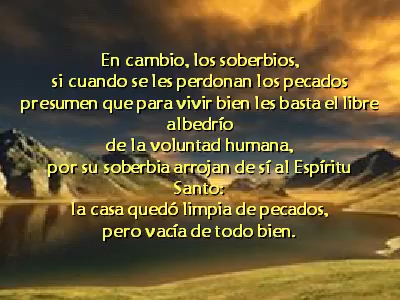 En cambio, los soberbios,
si cuando se les perdonan los pecados
presumen que para vivir bien les basta el libre
albedrío
de la voluntad humana,
por su soberbia arrojan de sí al Espíritu
Santo:
la casa quedó limpia de pecados,
pero vacía de todo bien.